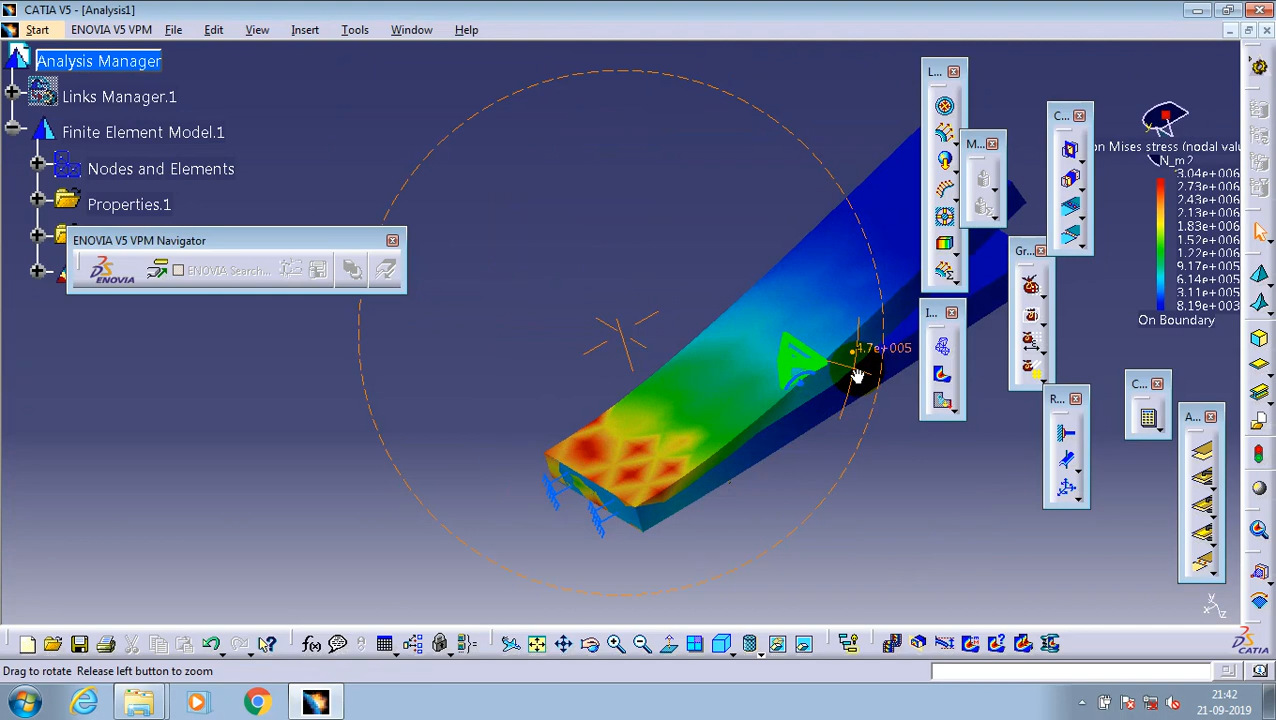 CATIA V5 - [Analysis1]
Start ENOVIA V5 VPM File Edit View Insert Tools Window Help
Analysis Manager
Links Manager.1
Finite Element Model.1
Nodes and Elements
Properties.1
ENOVIA V5 VPM Navigator
ENOVIA
ENOVIA Search...
L...
M...
C...
Gr...
I...
R...
C...
A...
on Mises stress (nodal valu
N_m2
3.04e+006
2.73e+006
2.43e+006
2.13e+006
1.83e+006
1.52e+006
1.22e+006
9.17e+005
6.14e+005
3.11e+005
8.19e+003
On Boundary
4.7e+005
f(x)
CATIA
Drag to rotate Release left button to zoom
21:42
21-09-2019